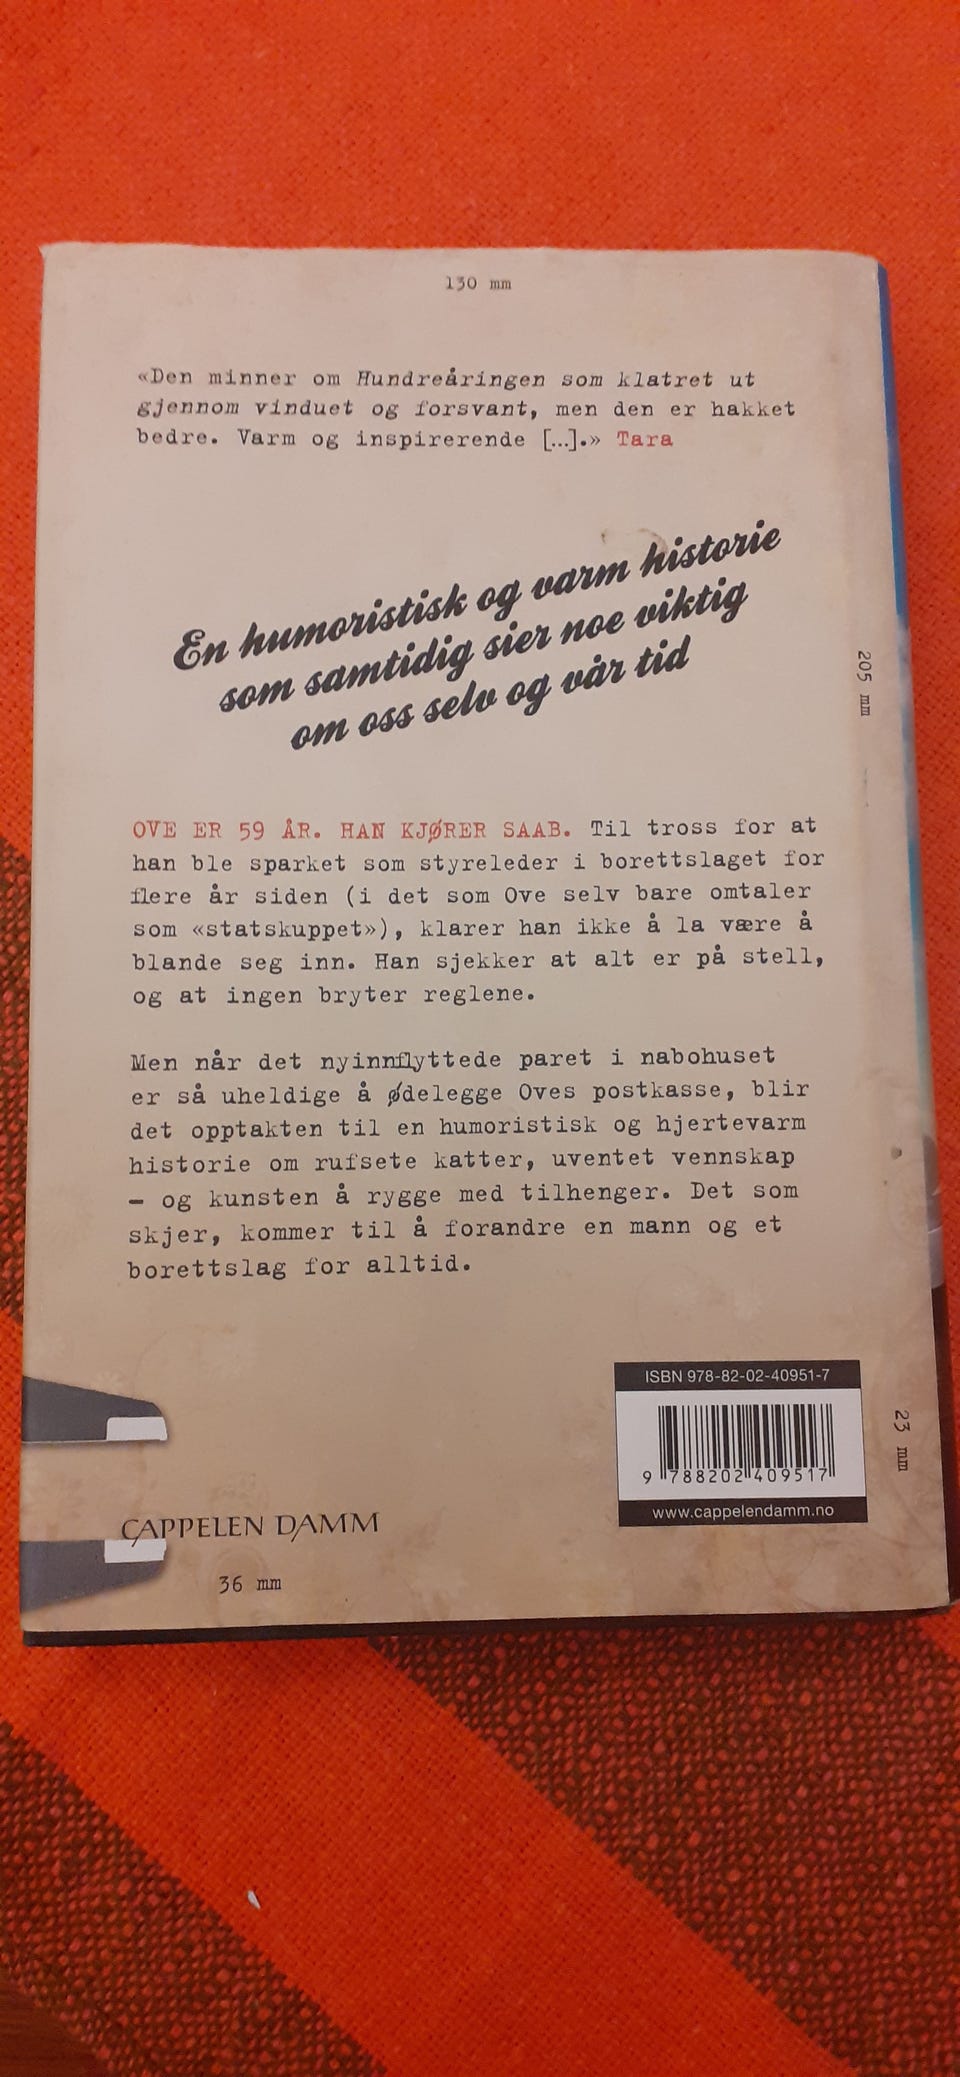 130 mm
«Den minner om Hundreåringen som klatret ut
gjennom vinduet og forsvant, men den er hakket
bedre. Varm og inspirerende [...].» Tara
En humoristisk og varm historie
som samtidig sier noe viktig
om oss selv og vår tid
205 mm
OVE ER 59 ÅR. HAN KJØRER SAAB. Til tross for at
han ble sparket som styreleder i borettslaget for
flere år siden (i det som Ove selv bare omtaler
som «statskuppet»), klarer han ikke å la være å
blande seg inn. Han sjekker at alt er på stell,
og at ingen bryter reglene.
Men når det nyinnflyttede paret i nabohuset
er så uheldige å ødelegge Oves postkasse, blir
det opptakten til en humoristisk og hjertevarm
historie om rufsete katter, uventet vennskap
– og kunsten å rygge med tilhenger. Det som
skjer, kommer til å forandre en mann og et
borettslag for alltid.
ISBN 978-82-02-40951-7
9 788202 409517
www.cappelendamm.no
23 mm
CAPPELEN DAMM
36 mm